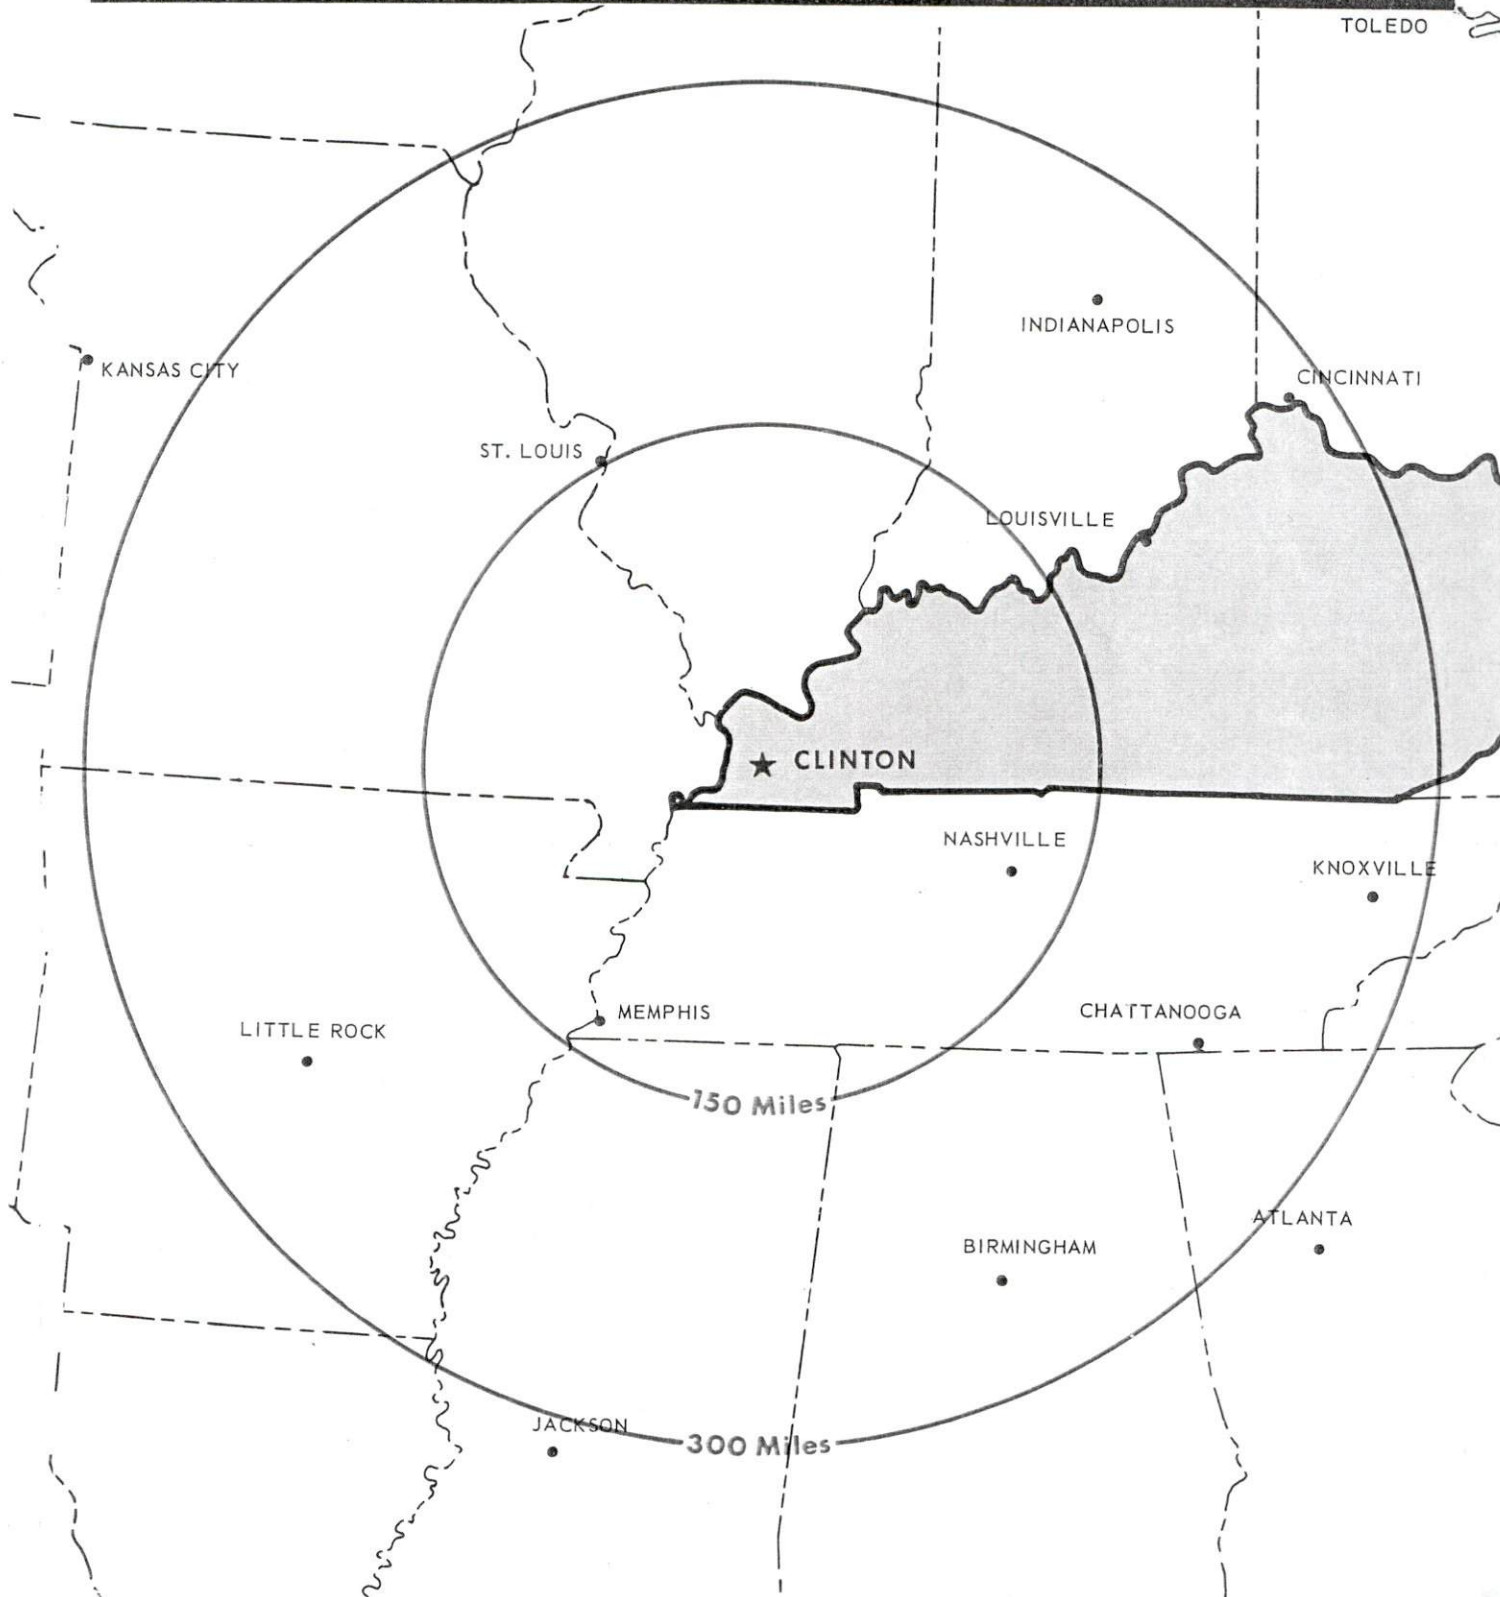 TOLEDO
INDIANAPOLIS
KANSAS CITY
CINCINNATI
ST. LOUIS
LOUISVILLE
CLINTON
NASHVILLE
KNOXVILLE
MEMPHIS
CHATTANOOGA
LITTLE ROCK
150 Miles
ATLANTA
BIRMINGHAM
JACKSON
300 Miles